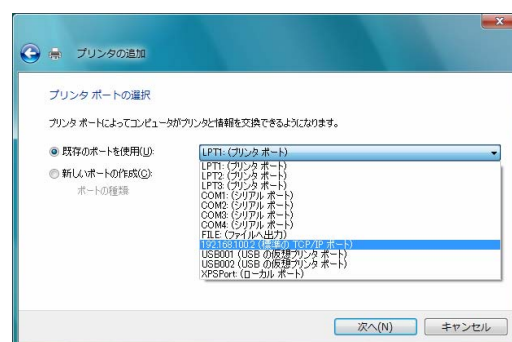 プリンタの追加
プリンタ ポートの選択
プリンタ ポートによってコンピュータがプリンタと情報を交換できるようになります。
既存のポートを使用(U):
LPT1: (プリンタ ポート)
LPT1: (プリンタ ポート)
LPT2: (プリンタ ポート)
LPT3: (プリンタ ポート)
COM1: (シリアル ポート)
COM2: (シリアル ポート)
COM3: (シリアル ポート)
COM4: (シリアル ポート)
FILE: (ファイルへ出力)
192.168.100.2 (標準の TCP/IP ポート)
USB001 (USB の仮想プリンタ ポート)
USB002 (USB の仮想プリンタ ポート)
XPSPort: (ローカル ポート)
新しいポートの作成(C):
ポートの種類
次へ(N)
キャンセル